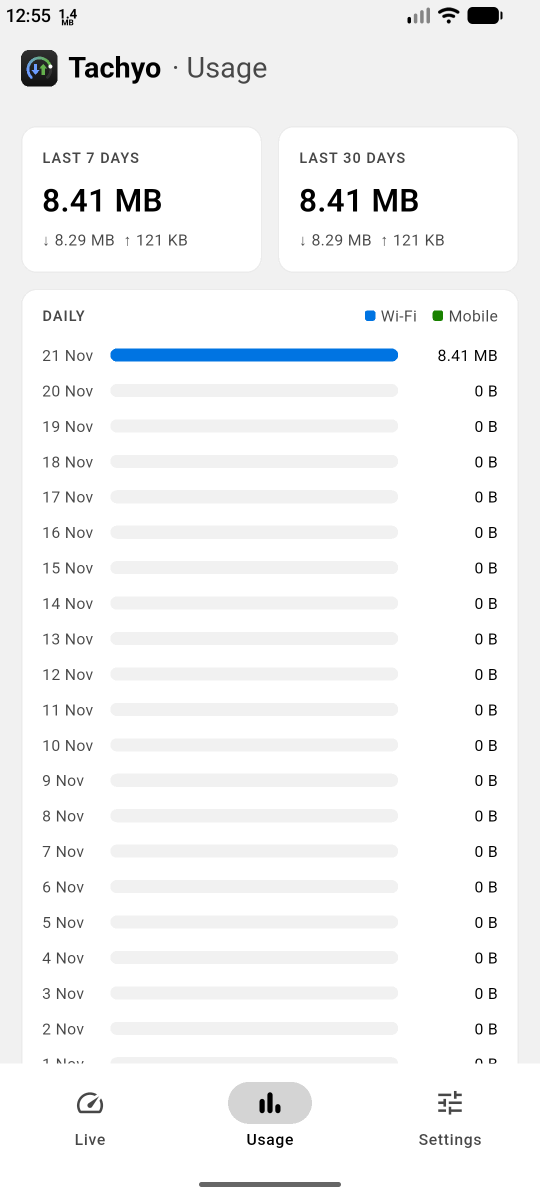 12:55 1.4 MB
Tachyo · Usage
LAST 7 DAYS
8.41 MB
↓ 8.29 MB ↑ 121 KB
LAST 30 DAYS
8.41 MB
↓ 8.29 MB ↑ 121 KB
DAILY Wi-Fi Mobile
21 Nov 8.41 MB
20 Nov 0 B
19 Nov 0 B
18 Nov 0 B
17 Nov 0 B
16 Nov 0 B
15 Nov 0 B
14 Nov 0 B
13 Nov 0 B
12 Nov 0 B
11 Nov 0 B
10 Nov 0 B
9 Nov 0 B
8 Nov 0 B
7 Nov 0 B
6 Nov 0 B
5 Nov 0 B
4 Nov 0 B
3 Nov 0 B
2 Nov 0 B
1 Nov 0 B
Live Usage Settings